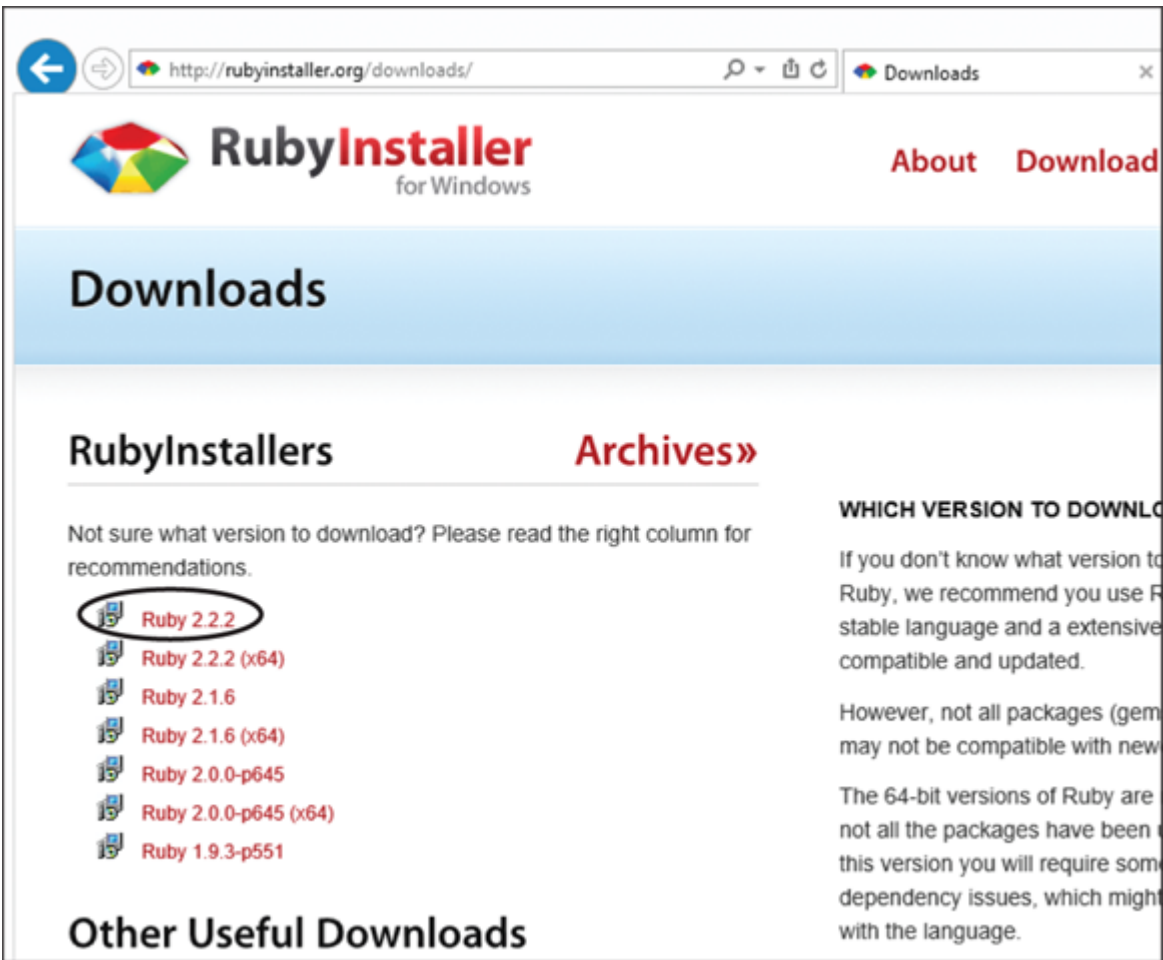 http://rubyinstaller.org/downloads/
Downloads
RubyInstaller
for Windows
About Download
Downloads
RubyInstallers
Archives»
Not sure what version to download? Please read the right column for
recommendations.
Ruby 2.2.2
Ruby 2.2.2 (x64)
Ruby 2.1.6
Ruby 2.1.6 (x64)
Ruby 2.0.0-p645
Ruby 2.0.0-p645 (x64)
Ruby 1.9.3-p551
Other Useful Downloads
WHICH VERSION TO
If you don't know what version to
Ruby, we recommend you use
stable language and a extensive
compatible and updated.
However, not all packages (gem
may not be compatible with
The 64-bit versions of Ruby are
not all the packages have been
this version you will require
dependency issues, which might
with the language.